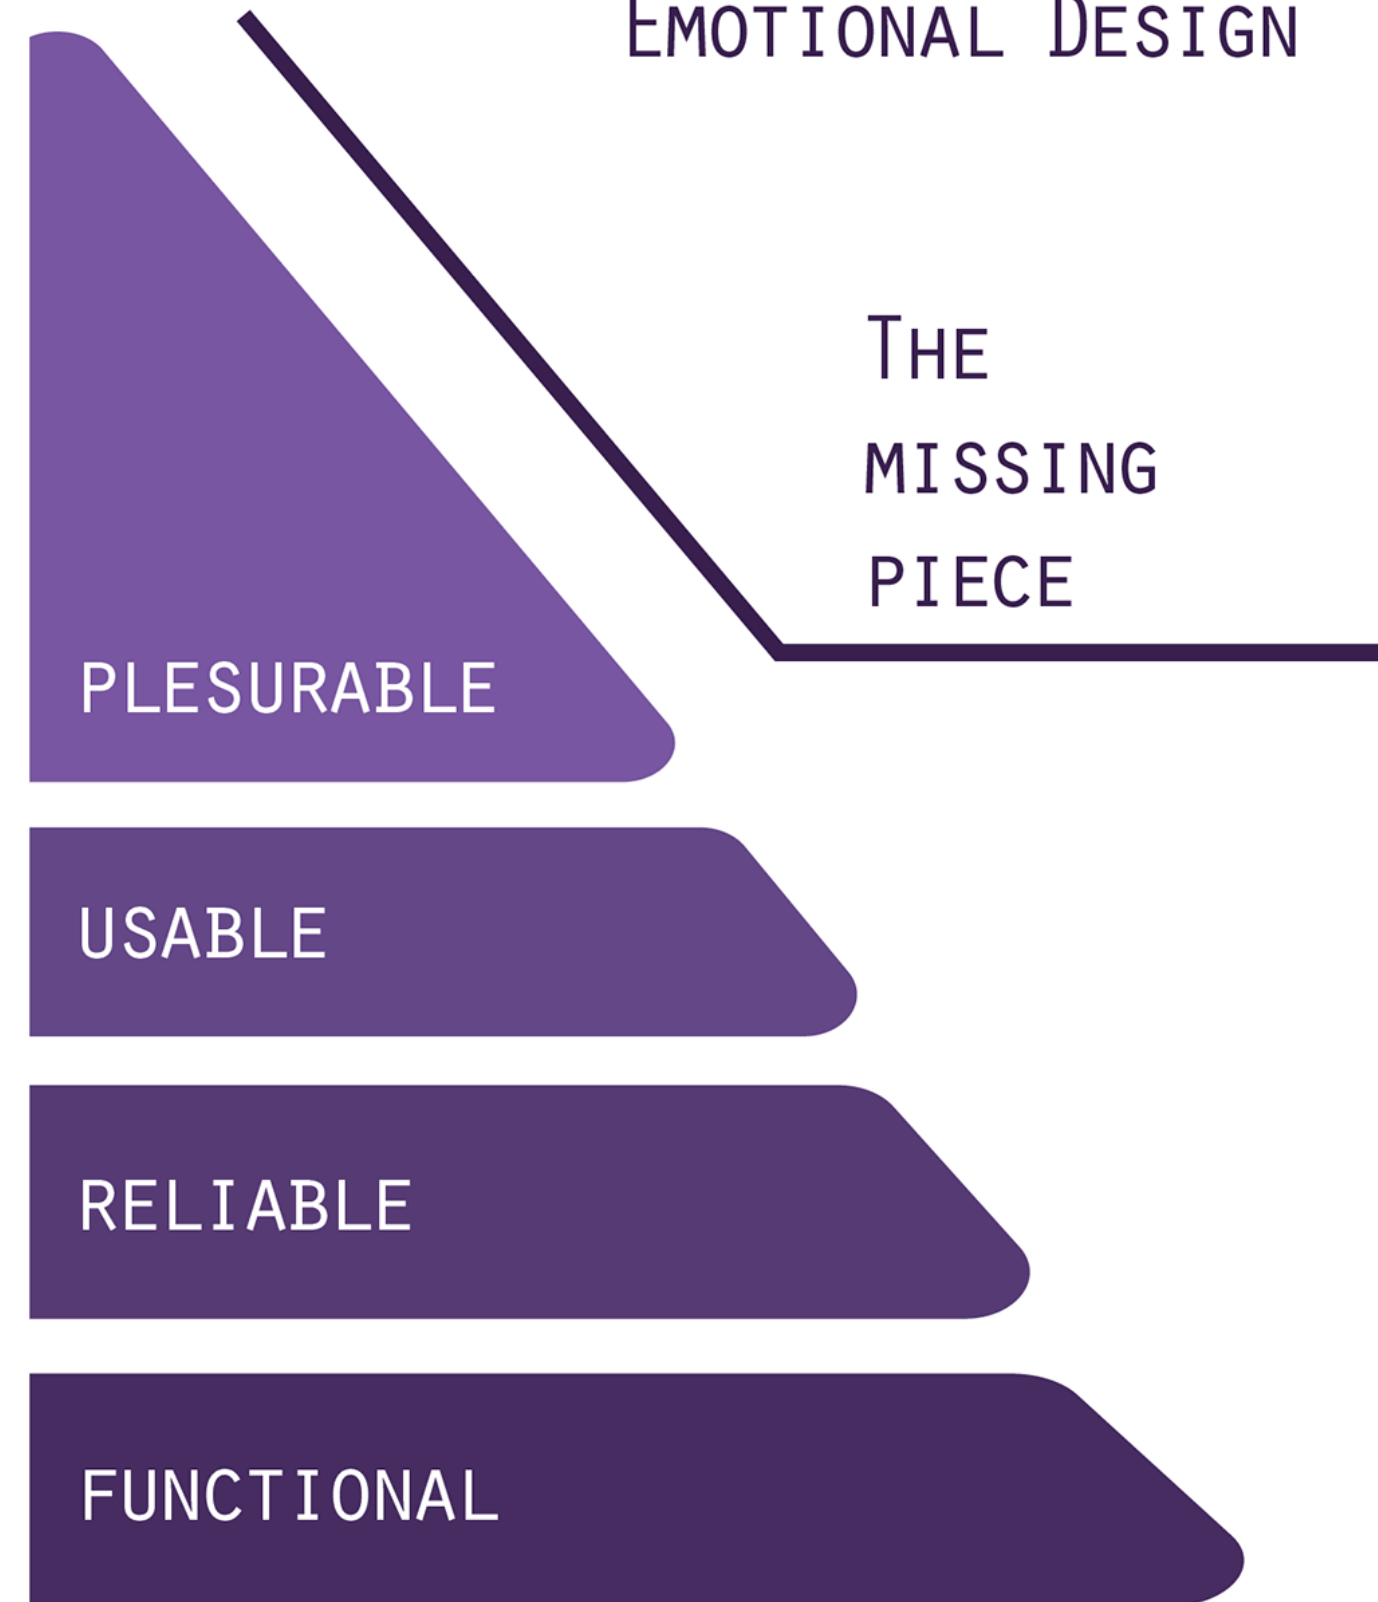 Emotional Design
The
missing
piece
PLESURABLE
USABLE
RELIABLE
FUNCTIONAL